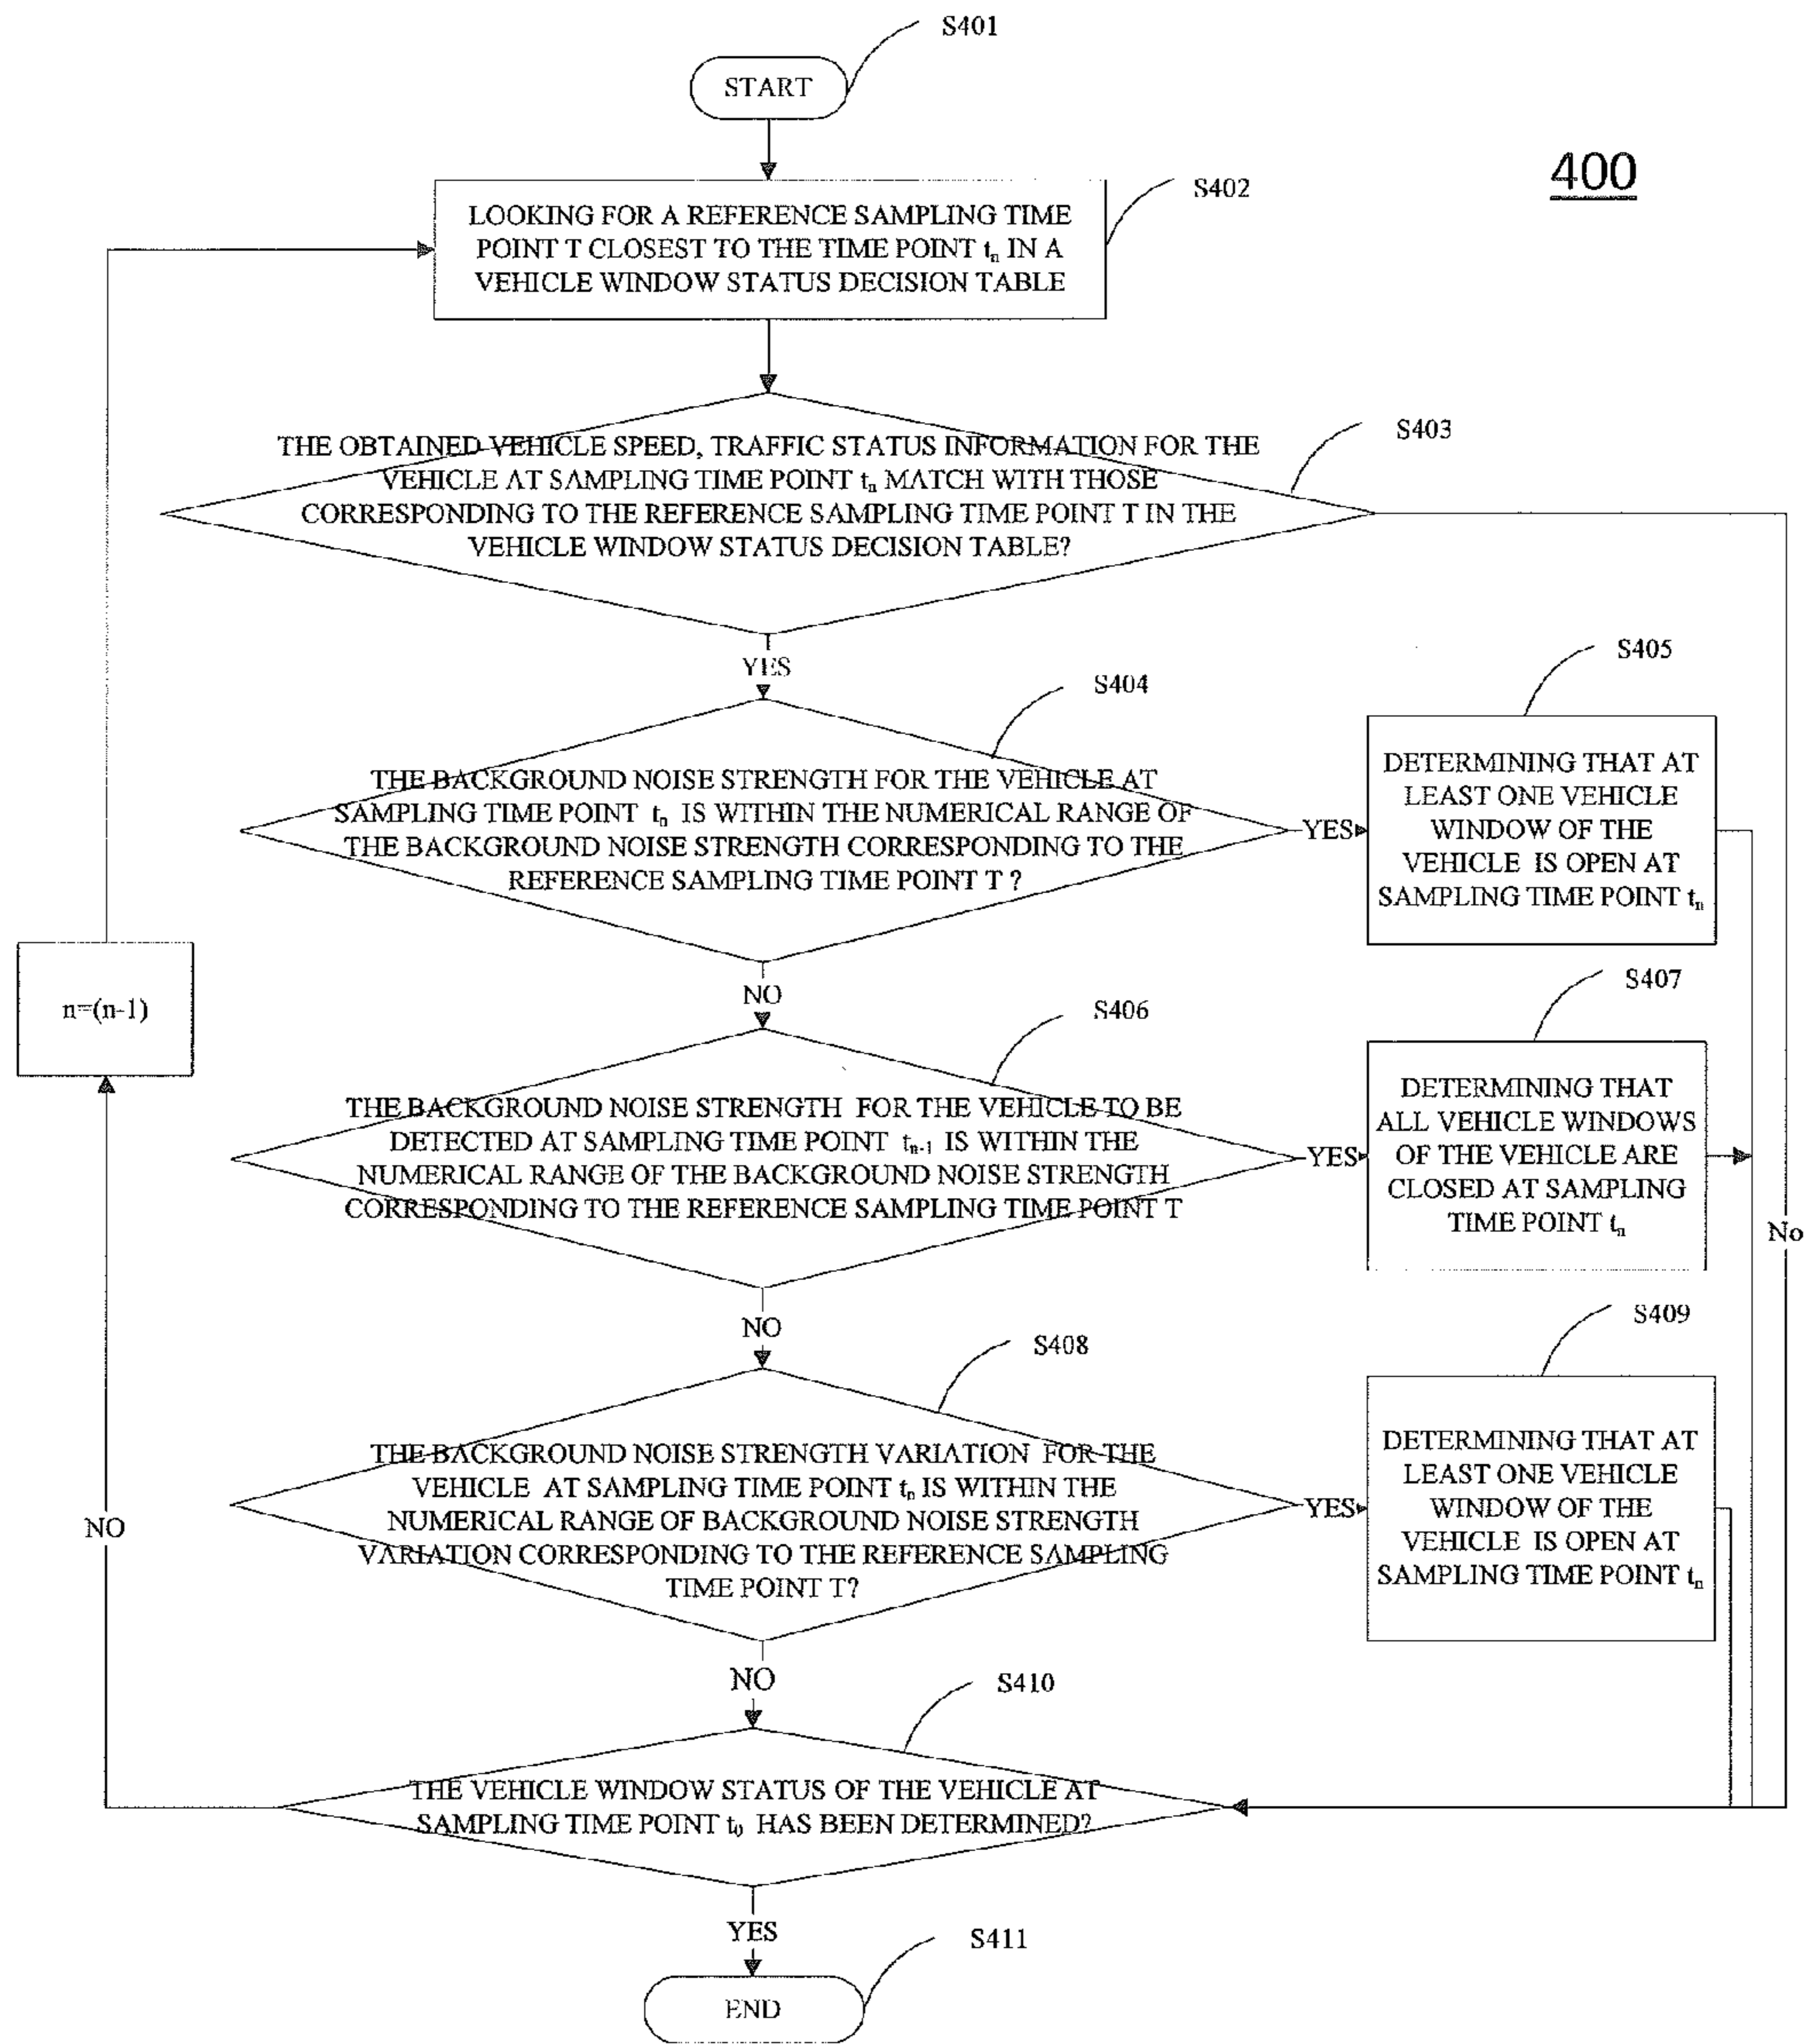 S401
START
400
S402
LOOKING FOR A REFERENCE SAMPLING TIME
POINT T CLOSEST TO THE TIME POINT tn IN A
VEHICLE WINDOW STATUS DECISION TABLE
S403
THE OBTAINED VEHICLE SPEED, TRAFFIC STATUS INFORMATION FOR THE
VEHICLE AT SAMPLING TIME POINT tn MATCH WITH THOSE
CORRESPONDING TO THE REFERENCE SAMPLING TIME POINT T IN THE
VEHICLE WINDOW STATUS DECISION TABLE?
YES
S404
THE BACKGROUND NOISE STRENGTH FOR THE VEHICLE AT
SAMPLING TIME POINT tn IS WITHIN THE NUMERICAL RANGE OF
THE BACKGROUND NOISE STRENGTH CORRESPONDING TO THE
REFERENCE SAMPLING TIME POINT T ?
YES
S405
DETERMINING THAT AT
LEAST ONE VEHICLE
WINDOW OF THE
VEHICLE IS OPEN AT
SAMPLING TIME POINT tn
NO
n=(n-1)
S406
THE BACKGROUND NOISE STRENGTH FOR THE VEHICLE TO BE
DETECTED AT SAMPLING TIME POINT tn-1 IS WITHIN THE
NUMERICAL RANGE OF THE BACKGROUND NOISE STRENGTH
CORRESPONDING TO THE REFERENCE SAMPLING TIME POINT T
YES
S407
DETERMINING THAT
ALL VEHICLE WINDOWS
OF THE VEHICLE ARE
CLOSED AT SAMPLING
TIME POINT tn
No
NO
S408
THE BACKGROUND NOISE STRENGTH VARIATION FOR THE
VEHICLE AT SAMPLING TIME POINT tn IS WITHIN THE
NUMERICAL RANGE OF BACKGROUND NOISE STRENGTH
VARIATION CORRESPONDING TO THE REFERENCE SAMPLING
TIME POINT T?
YES
S409
DETERMINING THAT AT
LEAST ONE VEHICLE
WINDOW OF THE
VEHICLE IS OPEN AT
SAMPLING TIME POINT tn
NO
NO
S410
THE VEHICLE WINDOW STATUS OF THE VEHICLE AT
SAMPLING TIME POINT t0 HAS BEEN DETERMINED?
YES
S411
END